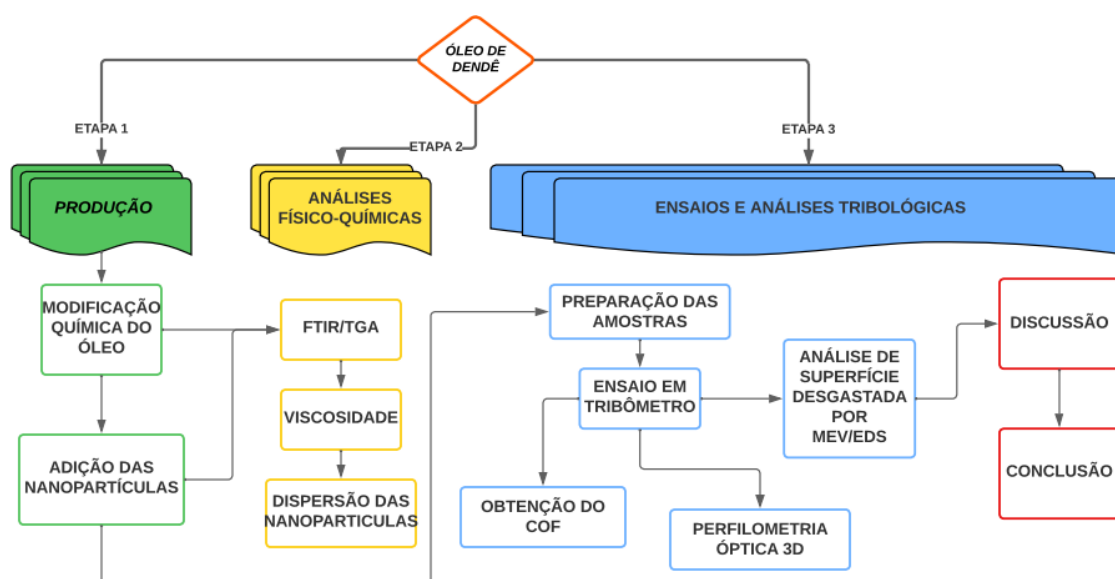 ÓLEO DE
DENDÊ
ETAPA 1
ETAPA 2
ETAPA 3
PRODUÇÃO
ANÁLISES
FÍSICO-QUÍMICAS
ENSAIOS E ANÁLISES TRIBOLÓGICAS
MODIFICAÇÃO
QUÍMICA DO
ÓLEO
ADIÇÃO DAS
NANOPARTÍCULAS
FTIR/TGA
VISCOSIDADE
DISPERSÃO DAS
NANOPARTICULAS
PREPARAÇÃO DAS
AMOSTRAS
ENSAIO EM
TRIBÔMETRO
OBTENÇÃO DO
COF
PERFILOMETRIA
ÓPTICA 3D
ANÁLISE DE
SUPERFÍCIE
DESGASTADA
POR
MEV/EDS
DISCUSSÃO
CONCLUSÃO